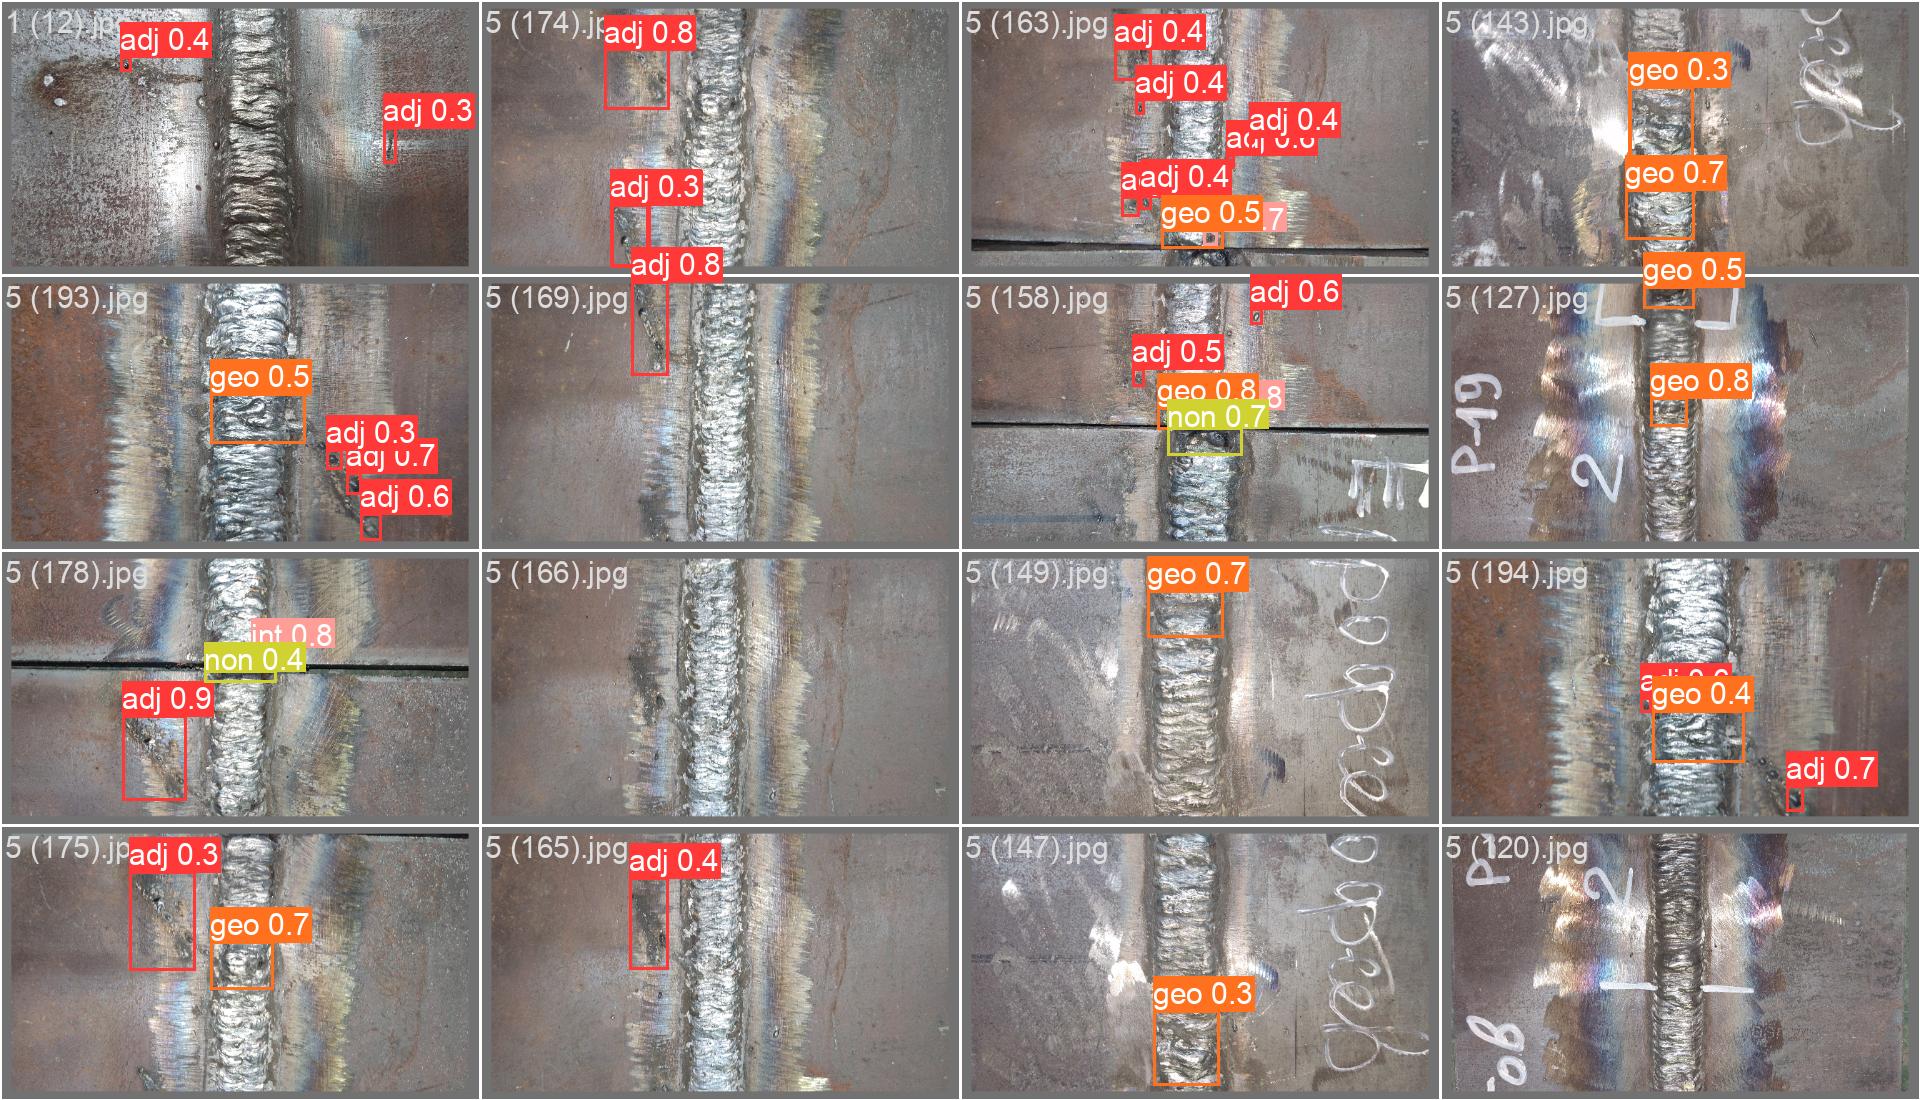 1 (12).jp
adj 0.4
adj 0.3
5 (174).j
adj 0.8
adj 0.3
5 (163).jpg
adj 0.4
adj 0.4
adj 0.4
adj 0.4
geo 0.5
.7
5 (143).jpg
geo 0.3
geo 0.7
5 (193).jpg
geo 0.5
adj 0.3
adj 0.7
adj 0.6
5 (169).jpg
adj 0.8
5 (158).jpg
adj 0.6
adj 0.5
geo 0.8
8
non 0.7
5 (127).jpg
geo 0.5
geo 0.8
P-19
2
5 (178).jpg
int 0.8
non 0.4
adj 0.9
5 (166).jpg
5 (149).jpg
geo 0.7
5 (194).jpg
geo 0.4
adj 0.7
5 (175).jp
adj 0.3
geo 0.7
5 (165).jpg
adj 0.4
5 (147).jpg
geo 0.3
5 (120).jpg
2